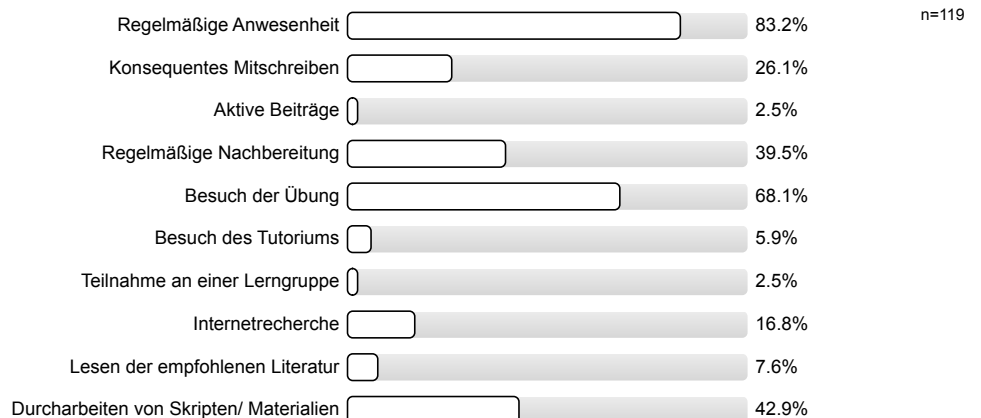 Regelmäßige Anwesenheit 83.2% n=119
Konsequentes Mitschreiben 26.1%
Aktive Beiträge 2.5%
Regelmäßige Nachbereitung 39.5%
Besuch der Übung 68.1%
Besuch des Tutoriums 5.9%
Teilnahme an einer Lerngruppe 2.5%
Internetrecherche 16.8%
Lesen der empfohlenen Literatur 7.6%
Durcharbeiten von Skripten/ Materialien 42.9%